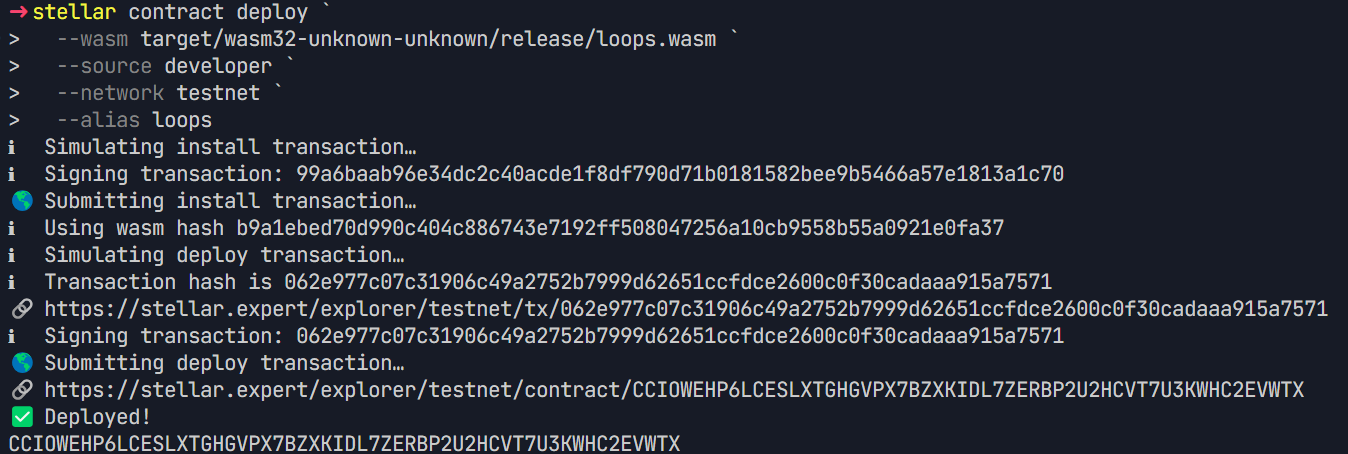 ➜stellar contract deploy `
>   --wasm target/wasm32-unknown-unknown/release/loops.wasm `
>   --source developer `
>   --network testnet `
>   --alias loops
ℹ  Simulating install transaction…
ℹ  Signing transaction: 99a6baab96e34dc2c40acde1f8df790d71b0181582bee9b5466a57e1813a1c70
🌎 Submitting install transaction…
ℹ  Using wasm hash b9a1ebed70d990c404c886743e7192ff508047256a10cb9558b55a0921e0fa37
ℹ  Simulating deploy transaction…
ℹ  Transaction hash is 062e977c07c31906c49a2752b7999d62651ccfdce2600c0f30cadaaa915a7571
🔗 https://stellar.expert/explorer/testnet/tx/062e977c07c31906c49a2752b7999d62651ccfdce2600c0f30cadaaa915a7571
ℹ  Signing transaction: 062e977c07c31906c49a2752b7999d62651ccfdce2600c0f30cadaaa915a7571
🌎 Submitting deploy transaction…
🔗 https://stellar.expert/explorer/testnet/contract/CCIOWEHP6LCESLXTGHGVPX7BZXKIDL7ZERBP2U2HCVT7U3KWHC2EVWTX
✅ Deployed!
CCIOWEHP6LCESLXTGHGVPX7BZXKIDL7ZERBP2U2HCVT7U3KWHC2EVWTX